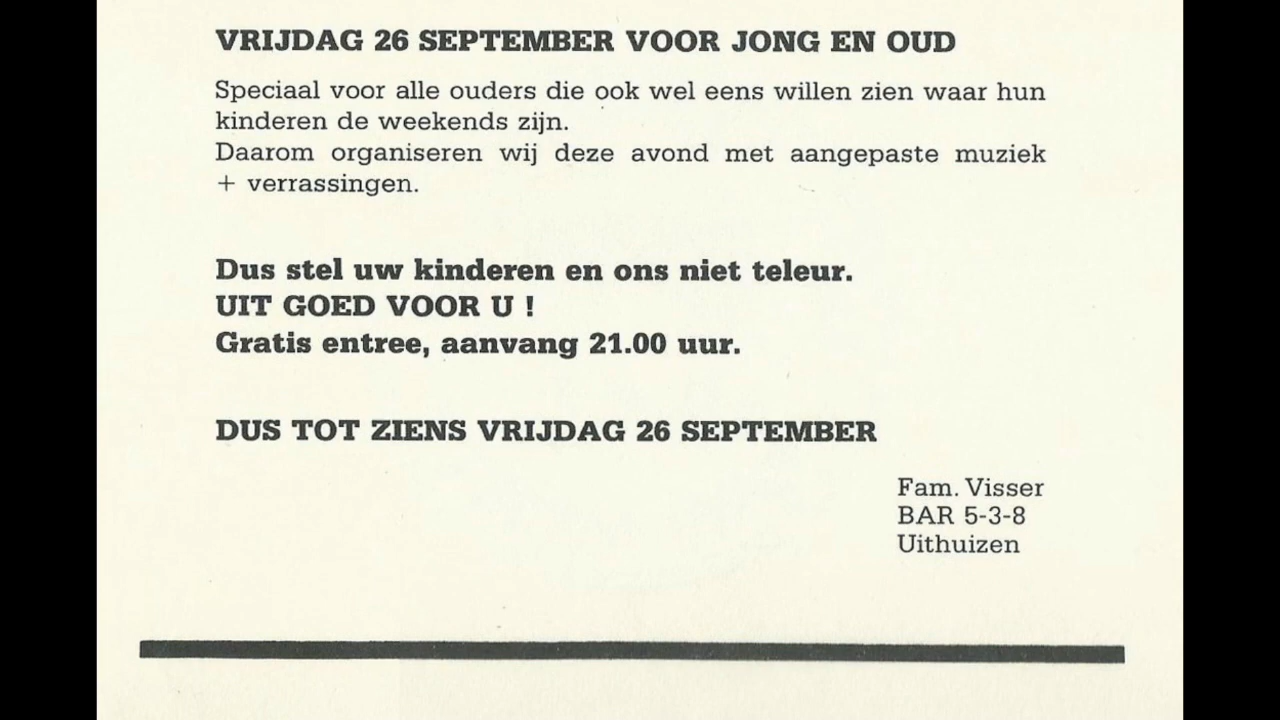 VRIJDAG 26 SEPTEMBER VOOR JONG EN OUD
Speciaal voor alle ouders die ook wel eens willen zien waar hun
kinderen de weekends zijn.
Daarom organiseren wij deze avond met aangepaste muziek
+ verrassingen.
Dus stel uw kinderen en ons niet teleur.
UIT GOED VOOR U !
Gratis entree, aanvang 21.00 uur.
DUS TOT ZIENS VRIJDAG 26 SEPTEMBER
Fam. Visser
BAR 5-3-8
Uithuizen